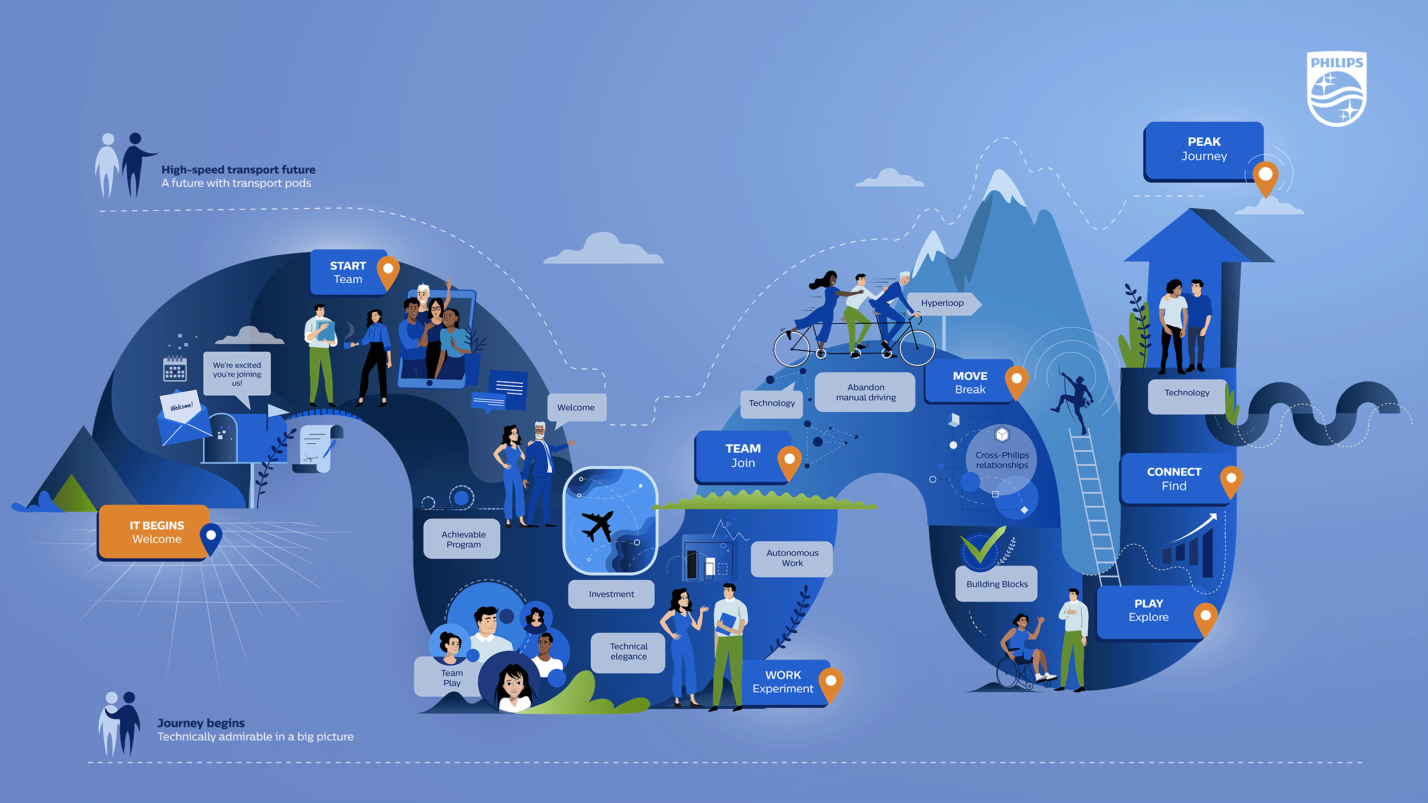 PHILIPS
PEAK
Journey
High-speed transport future
A future with transport pods
START
Team
We're excited
you're joining
us!
Welcome!
Welcome
IT BEGINS
Welcome
Achievable
Program
Investment
Team
Play
Technical
elegance
Autonomous
Work
WORK
Experiment
TEAM
Join
Technology
Abandon
manual driving
Hyperloop
MOVE
Break
Cross-Philips
relationships
Building Blocks
PLAY
Explore
CONNECT
Find
Technology
Journey begins
Technically admirable in a big picture